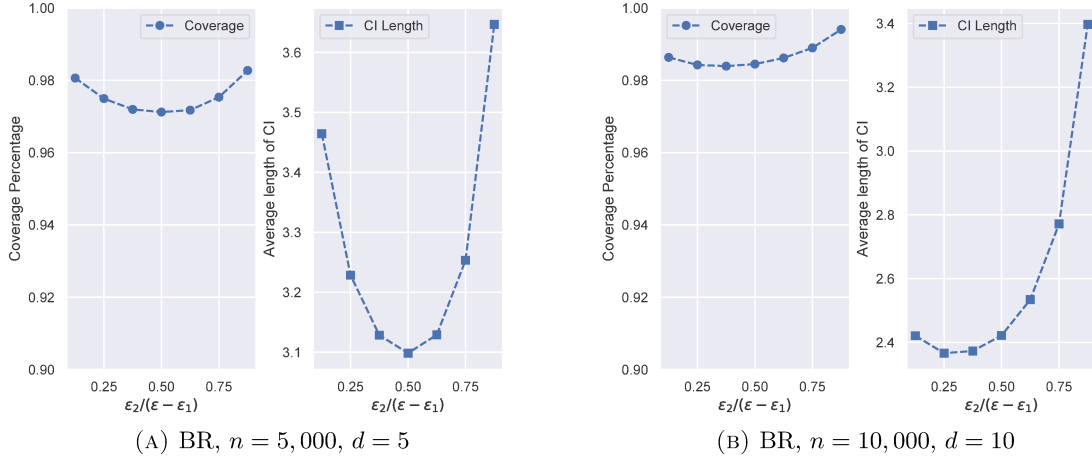 1.00
0.98
0.96
0.94
0.92
0.90
Coverage Percentage
Coverage
0.25 0.50 0.75
ε₂/(ε − ε₁)
3.6
3.5
3.4
3.3
3.2
3.1
Average length of CI
CI Length
0.25 0.50 0.75
ε₂/(ε − ε₁)
(A) BR, n = 5,000, d = 5
1.00
0.98
0.96
0.94
0.92
0.90
Coverage Percentage
Coverage
0.25 0.50 0.75
ε₂/(ε − ε₁)
3.4
3.2
3.0
2.8
2.6
2.4
Average length of CI
CI Length
0.25 0.50 0.75
ε₂/(ε − ε₁)
(B) BR, n = 10,000, d = 10